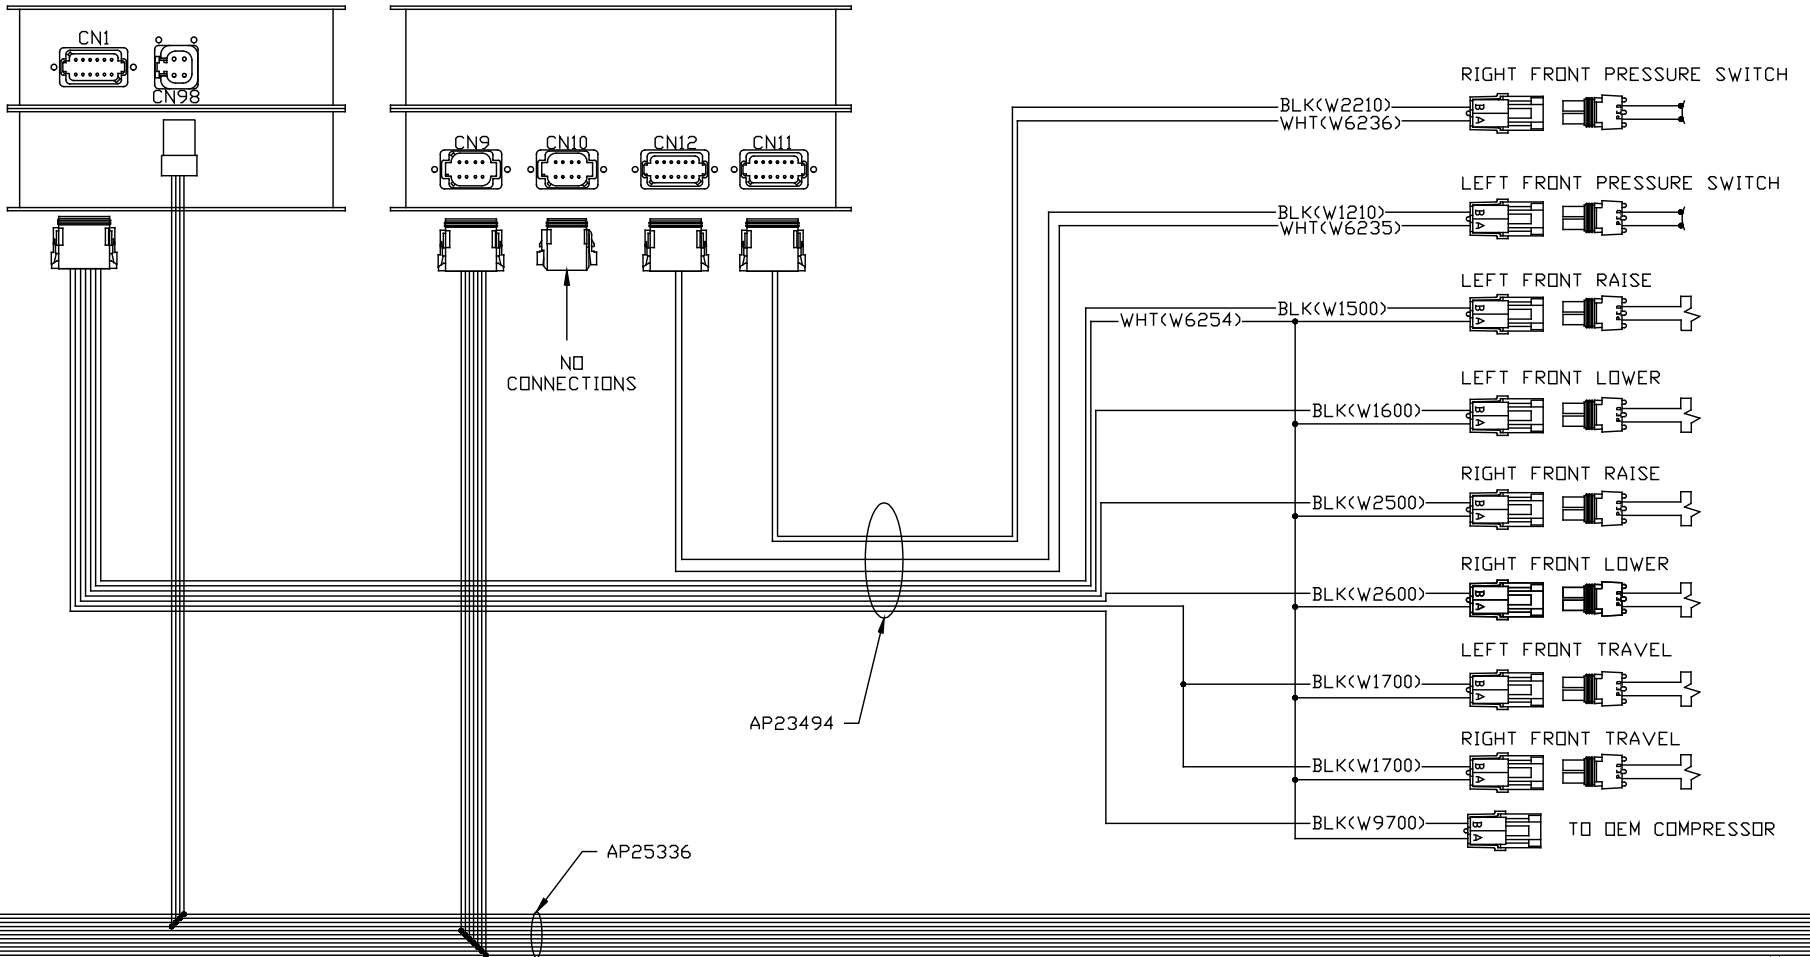 CN1
CN98
CN9
CN10
CN12
CN11
NO
CONNECTIONS
RIGHT FRONT PRESSURE SWITCH
BLK(W2210)
WHT(W6236)
B
A
LEFT FRONT PRESSURE SWITCH
BLK(W1210)
WHT(W6235)
B
A
LEFT FRONT RAISE
BLK(W1500)
WHT(W6254)
B
A
LEFT FRONT LOWER
BLK(W1600)
B
A
RIGHT FRONT RAISE
BLK(W2500)
B
A
RIGHT FRONT LOWER
BLK(W2600)
B
A
LEFT FRONT TRAVEL
BLK(W1700)
B
A
RIGHT FRONT TRAVEL
BLK(W1700)
B
A
BLK(W9700)
B
A
TO OEM COMPRESSOR
AP23494
AP25336